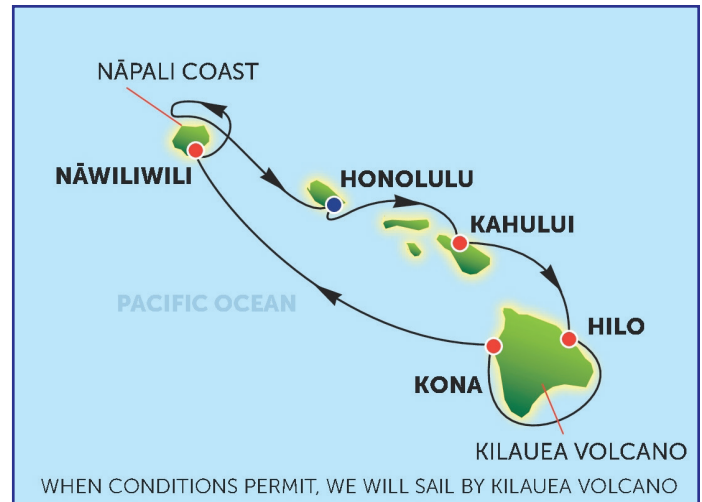 NĀPALI COAST
NĀWILIWILI
HONOLULU
KAHULUI
PACIFIC OCEAN
HILO
KONA
KILAUEA VOLCANO
WHEN CONDITIONS PERMIT, WE WILL SAIL BY KILAUEA VOLCANO